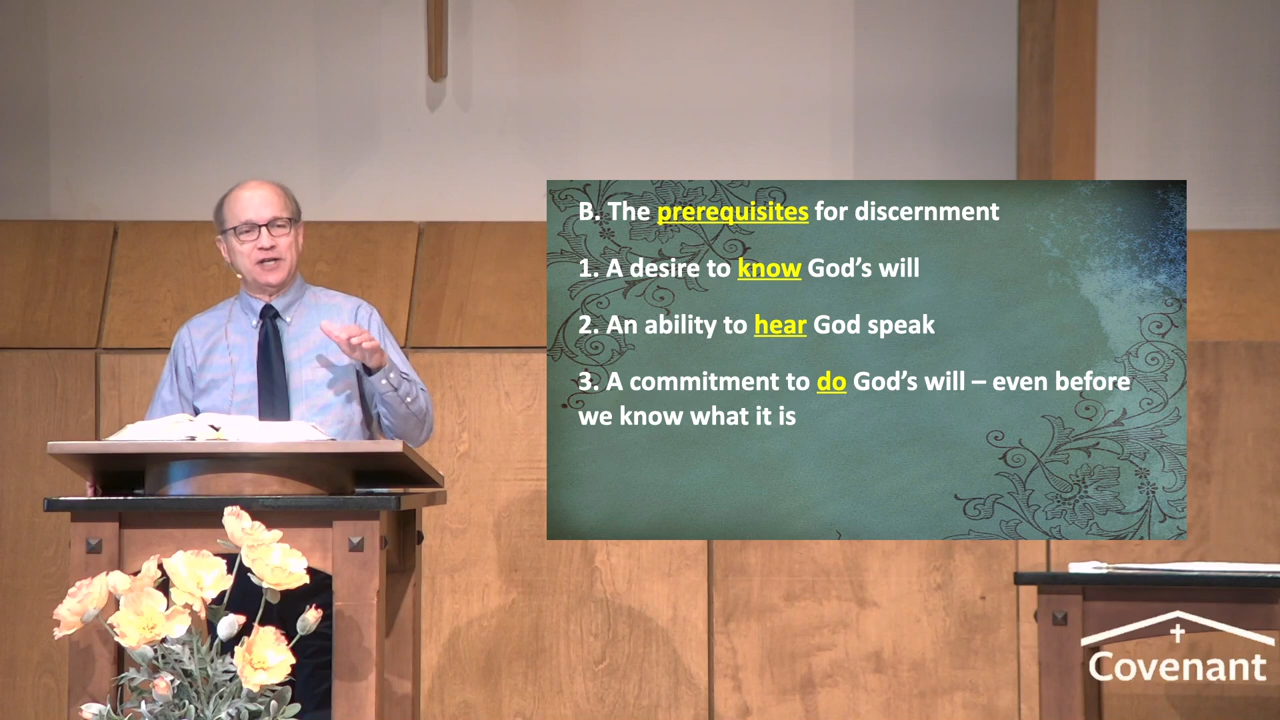 B. The prerequisites for discernment
1. A desire to know God's will
2. An ability to hear God speak
3. A commitment to do God's will – even before
we know what it is
Covenant